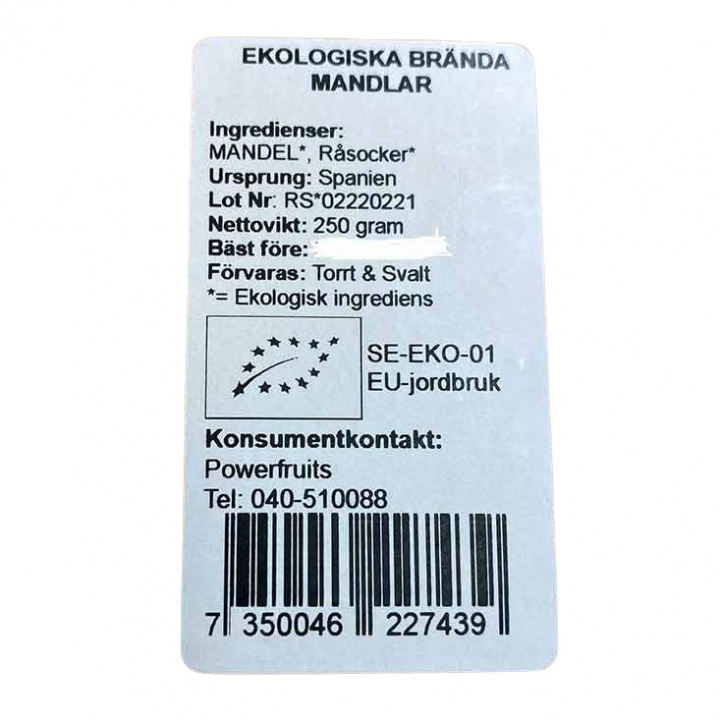 EKOLOGISKA BRÄNDA
MANDLAR
Ingredienser:
MANDEL*, Råsocker*
Ursprung: Spanien
Lot Nr: RS*02220221
Nettovikt: 250 gram
Bäst före:
Förvaras: Torrt & Svalt
*= Ekologisk ingrediens
SE-EKO-01
EU-jordbruk
Konsumentkontakt:
Powerfruits
Tel: 040-510088
7 350046 227439